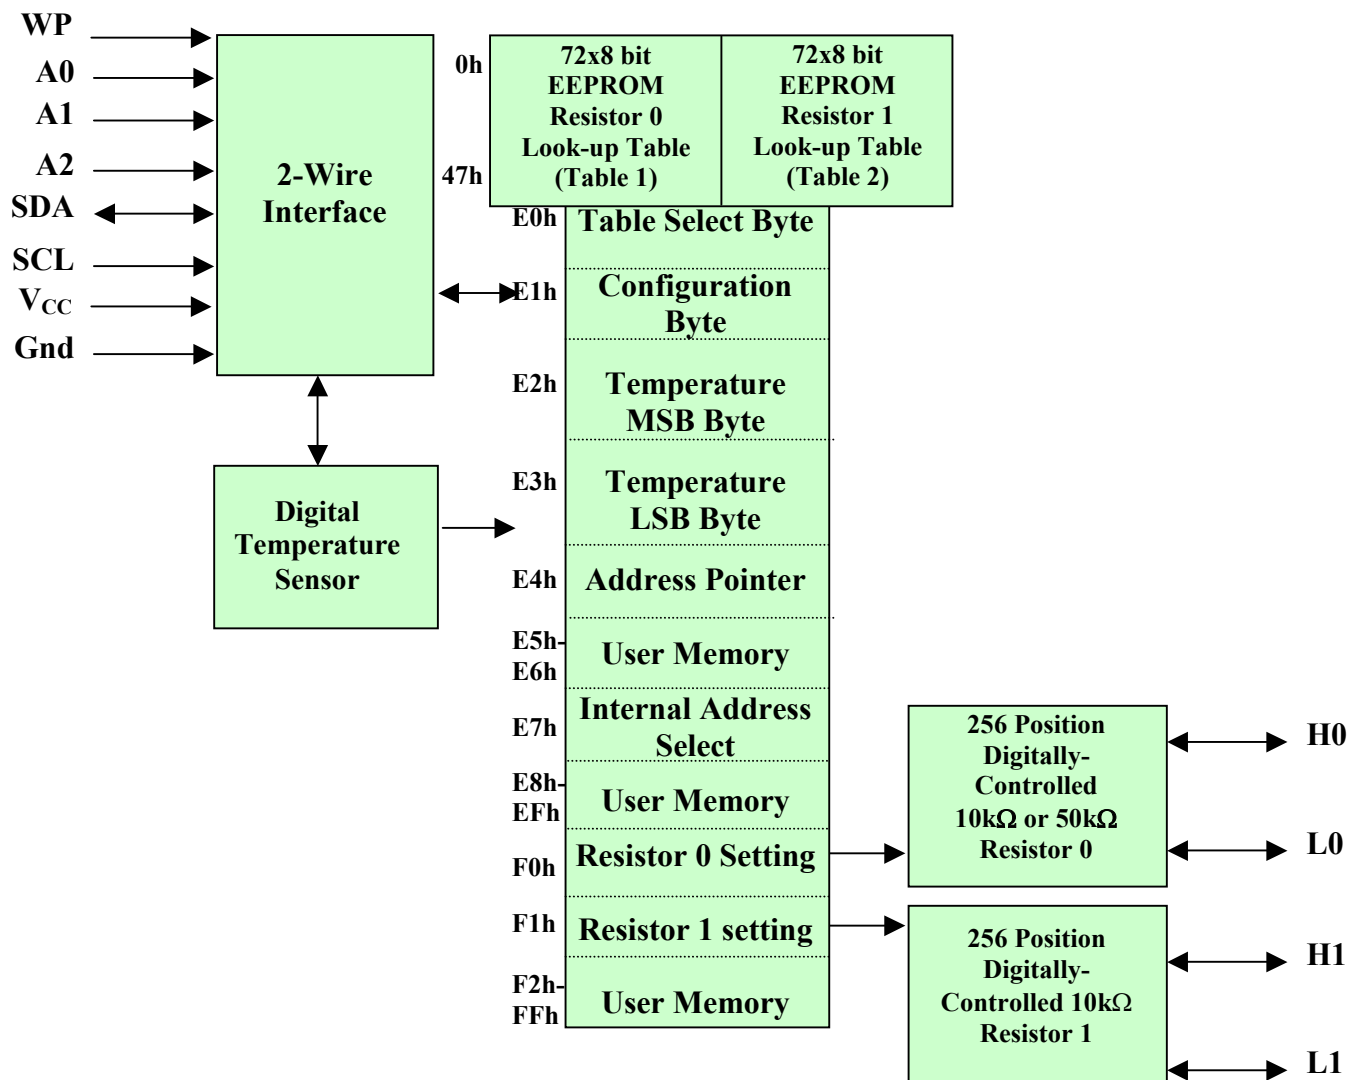 WP
A0
A1
A2
SDA
SCL
VCC
Gnd
2-Wire
Interface
Digital
Temperature
Sensor
0h
47h
72x8 bit
EEPROM
Resistor 0
Look-up Table
(Table 1)
72x8 bit
EEPROM
Resistor 1
Look-up Table
(Table 2)
E0h
Table Select Byte
E1h
Configuration
Byte
E2h
Temperature
MSB Byte
E3h
Temperature
LSB Byte
E4h
Address Pointer
E5h-
E6h
User Memory
E7h
Internal Address
Select
E8h-
EFh
User Memory
F0h
Resistor 0 Setting
F1h
Resistor 1 setting
F2h-
FFh
User Memory
256 Position
Digitally-
Controlled
10kΩ or 50kΩ
Resistor 0
H0
L0
256 Position
Digitally-
Controlled 10kΩ
Resistor 1
H1
L1